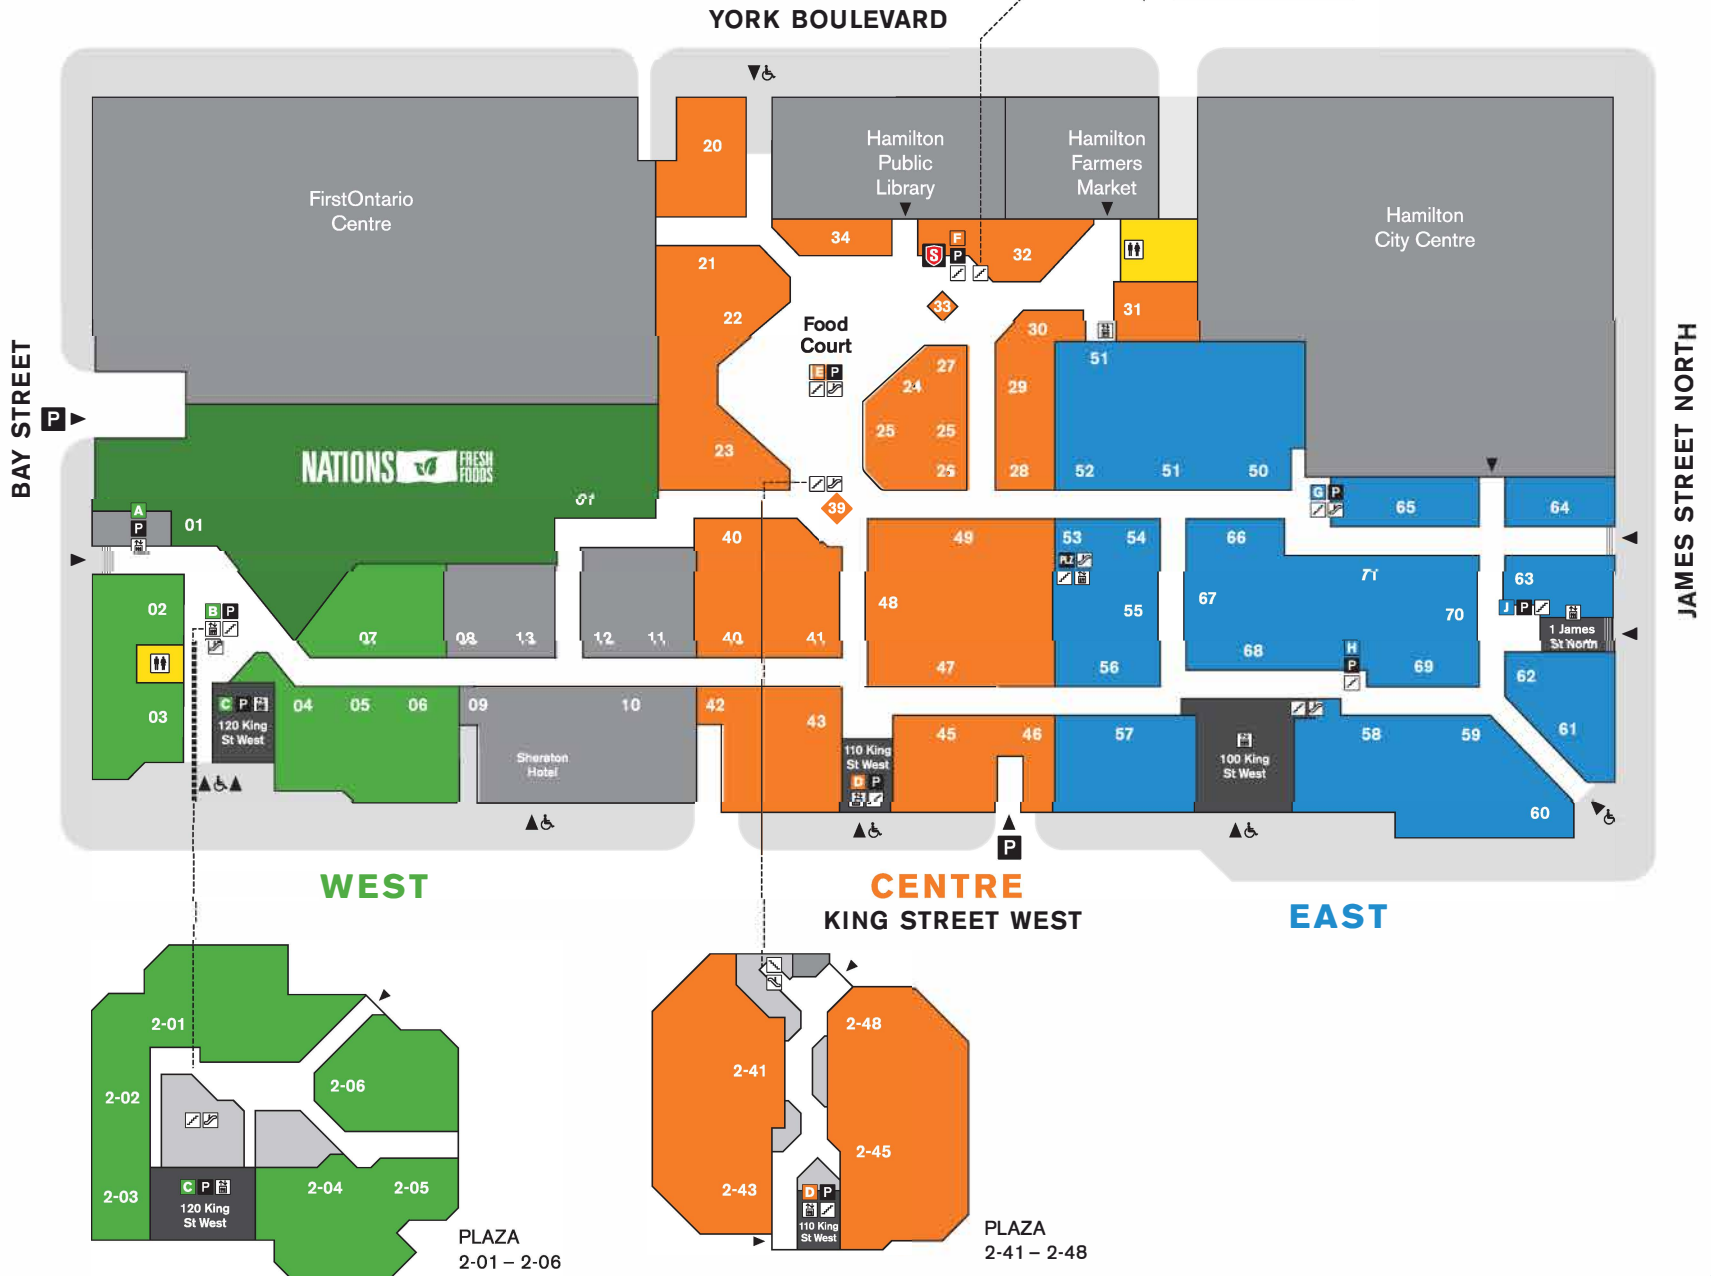 YORK BOULEVARD
20
Hamilton
Public
Library
Hamilton
Farmers
Market
FirstOntario
Centre
Hamilton
City Centre
34
F
P
S
32
21
33
31
22
Food
Court
30
E P
27
24
29
51
BAY STREET
P
JAMES STREET NORTH
NATIONS FRESH FOODS
23
25
25
25
28
52
51
50
01
A
P
01
39
G P
65
64
40
49
53
54
66
71
63
02
B P
48
55
67
70
J P
1 James
St North
07
08
13
12
11
40
41
47
56
68
H
P
69
62
03
C P
120 King
St West
04
05
06
09
10
42
43
45
46
57
58
59
61
Sheraton
Hotel
110 King
St West
D P
100 King
St West
60
P
WEST
CENTRE
KING STREET WEST
EAST
2-01
2-02
2-06
2-03
C P
120 King
St West
2-04
2-05
PLAZA
2-01 – 2-06
2-48
2-41
2-45
2-43
D P
110 King
St West
PLAZA
2-41 – 2-48